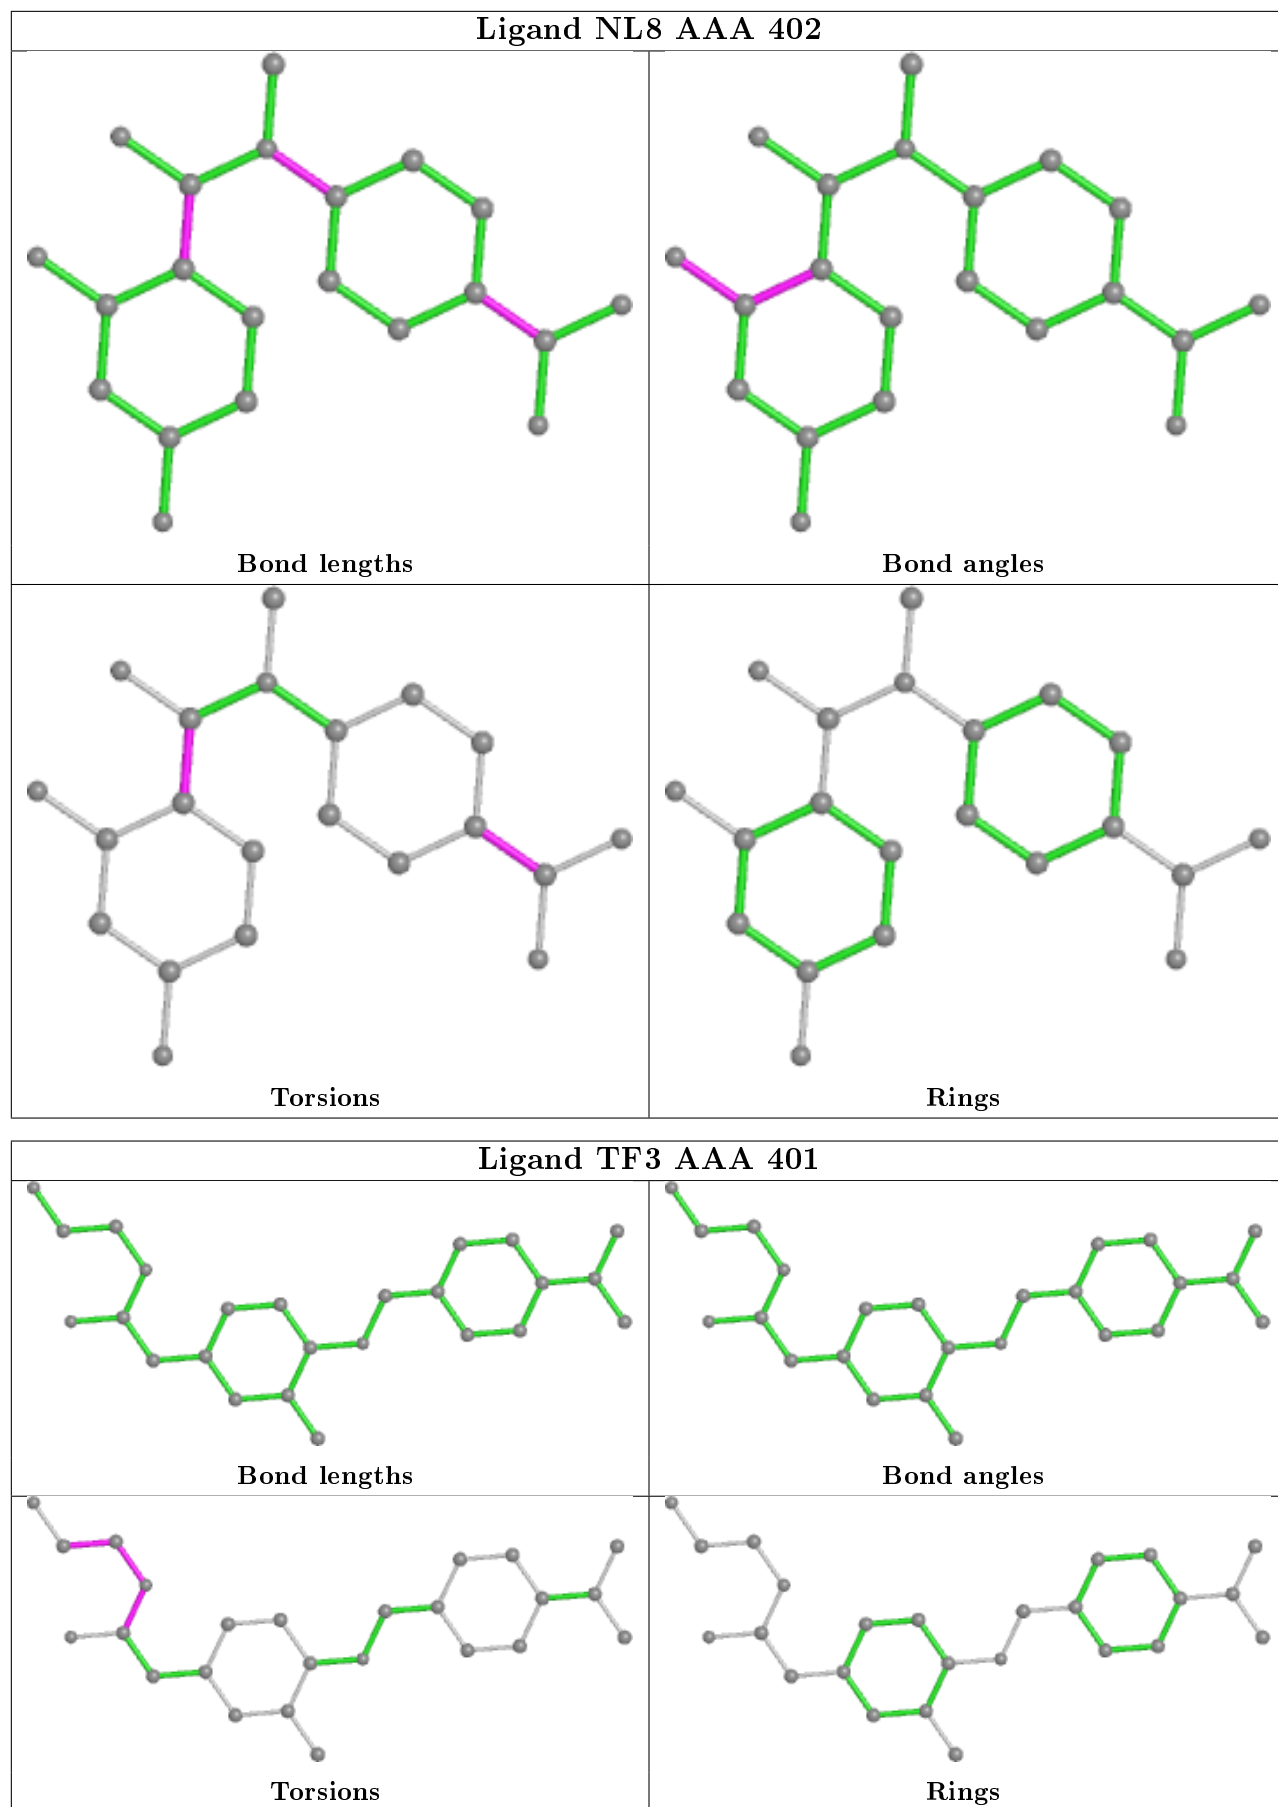 Ligand NL8 AAA 402
Bond lengths
Bond angles
Torsions
Rings
Ligand TF3 AAA 401
Bond lengths
Bond angles
Torsions
Rings